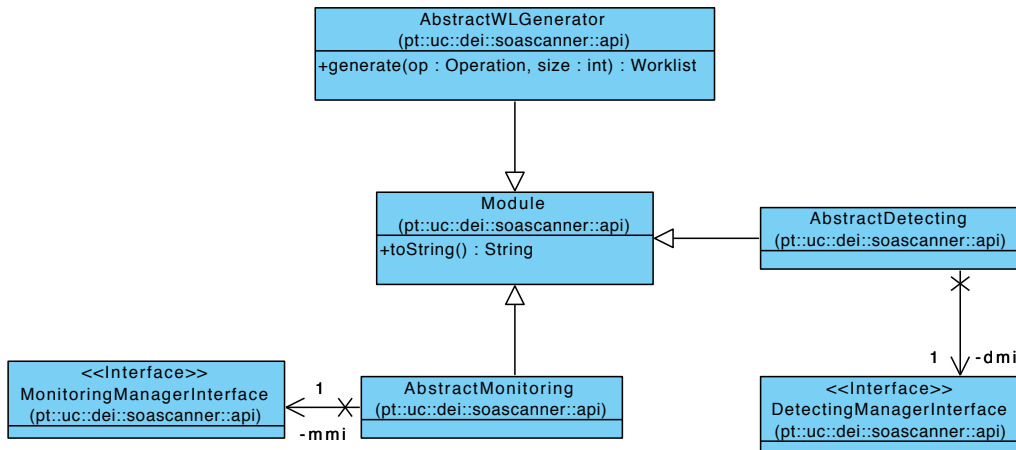 AbstractWLGenerator
(pt::uc::dei::soascanner::api)
+generate(op : Operation, size : int) : Worklist
Module
(pt::uc::dei::soascanner::api)
+toString() : String
AbstractDetecting
(pt::uc::dei::soascanner::api)
1
-dmi
<<Interface>>
MonitoringManagerInterface
(pt::uc::dei::soascanner::api)
1
-mmi
AbstractMonitoring
(pt::uc::dei::soascanner::api)
<<Interface>>
DetectingManagerInterface
(pt::uc::dei::soascanner::api)